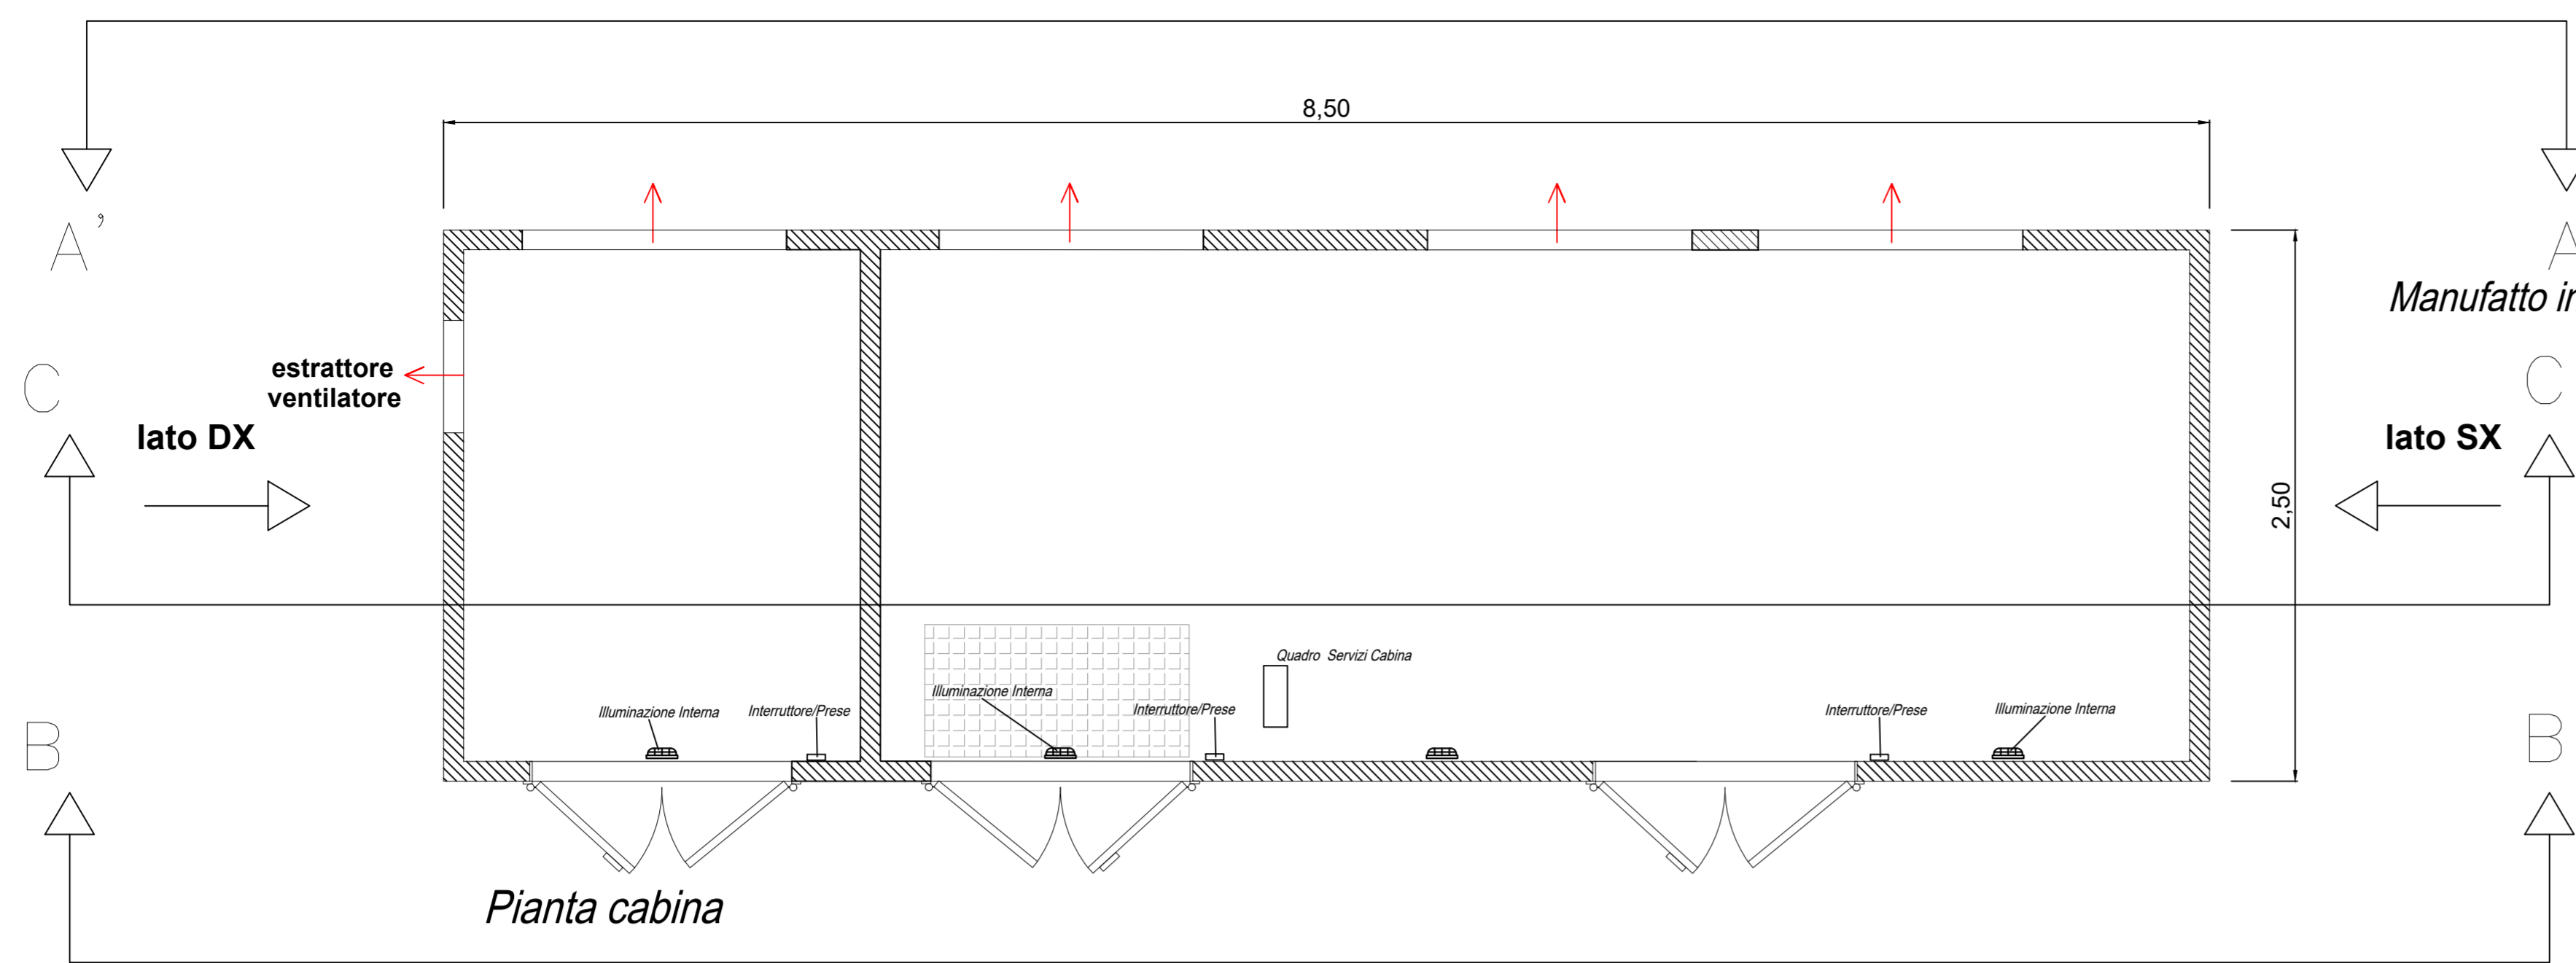 8,50
A'
A
Manufatto in
C
estrattore
ventilatore
C
lato DX
lato SX
2,50
Quadro Servizi Cabina
Illuminazione Interna
Illuminazione Interna
Interruttore/Prese
Interruttore/Prese
Interruttore/Prese
Illuminazione Interna
B
B
Pianta cabina